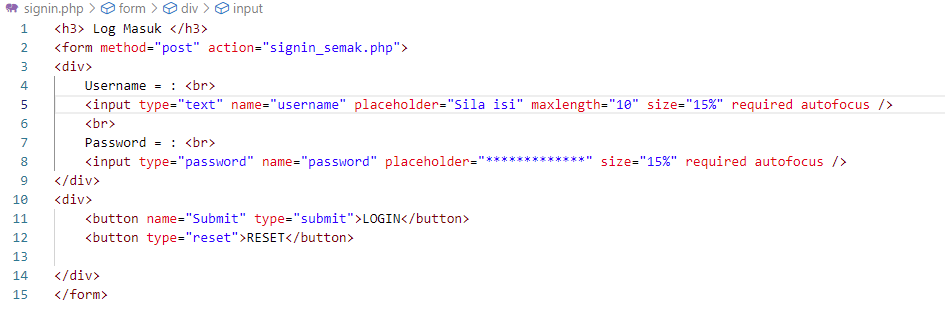 signin.php > form > div > input
1 <h3> Log Masuk </h3>
2 <form method="post" action="signin_semak.php">
3 <div>
4     Username = : <br>
5     <input type="text" name="username" placeholder="Sila isi" maxlength="10" size="15%" required autofocus />
6     <br>
7     Password = : <br>
8     <input type="password" name="password" placeholder="*************" size="15%" required autofocus />
9 </div>
10 <div>
11     <button name="Submit" type="submit">LOGIN</button>
12     <button type="reset">RESET</button>
13
14 </div>
15 </form>